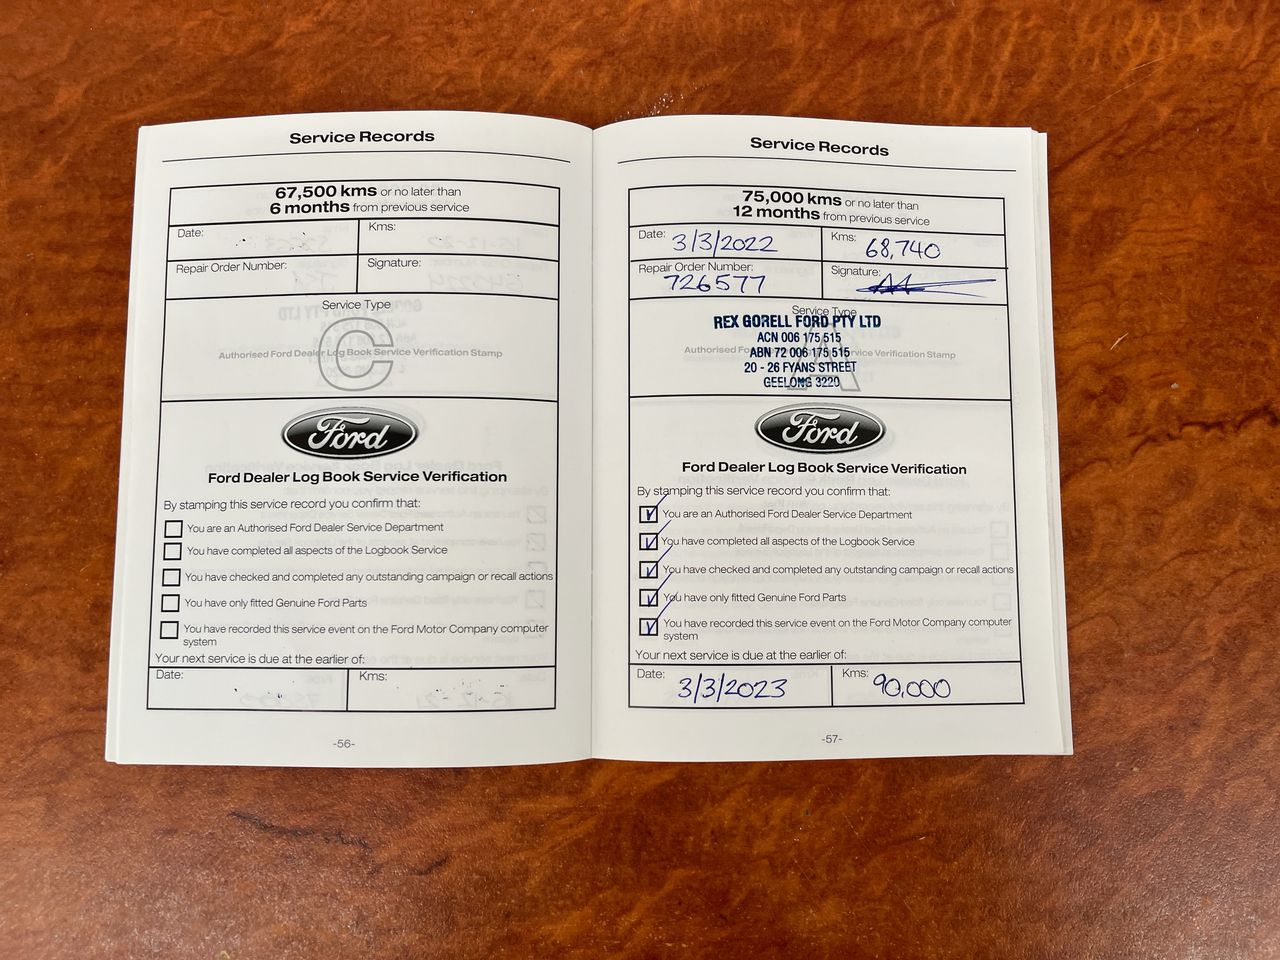 Service Records
67,500 kms or no later than
6 months from previous service
Date:
Kms:
Repair Order Number:
Signature:
Service Type
C
Authorised Ford Dealer Log Book Service Verification Stamp
Ford
Ford Dealer Log Book Service Verification
By stamping this service record you confirm that:
You are an Authorised Ford Dealer Service Department
You have completed all aspects of the Logbook Service
You have checked and completed any outstanding campaign or recall actions
You have only fitted Genuine Ford Parts
You have recorded this service event on the Ford Motor Company computer
system
Your next service is due at the earlier of:
Date:
Kms:
-56-
Service Records
75,000 kms or no later than
12 months from previous service
Date: 3/3/2022
Kms: 68,740
Repair Order Number:
726577
Signature:
Service Type
REX GORELL FORD PTY LTD
ACN 006 175 515
ABN 72 006 175 515
Authorised Service Verification Stamp
A
20 - 26 FYANS STREET
GEELONG 3220
Ford
Ford Dealer Log Book Service Verification
By stamping this service record you confirm that:
You are an Authorised Ford Dealer Service Department
You have completed all aspects of the Logbook Service
You have checked and completed any outstanding campaign or recall actions
You have only fitted Genuine Ford Parts
You have recorded this service event on the Ford Motor Company computer
system
Your next service is due at the earlier of:
Date: 3/3/2023
Kms: 90,000
-57-